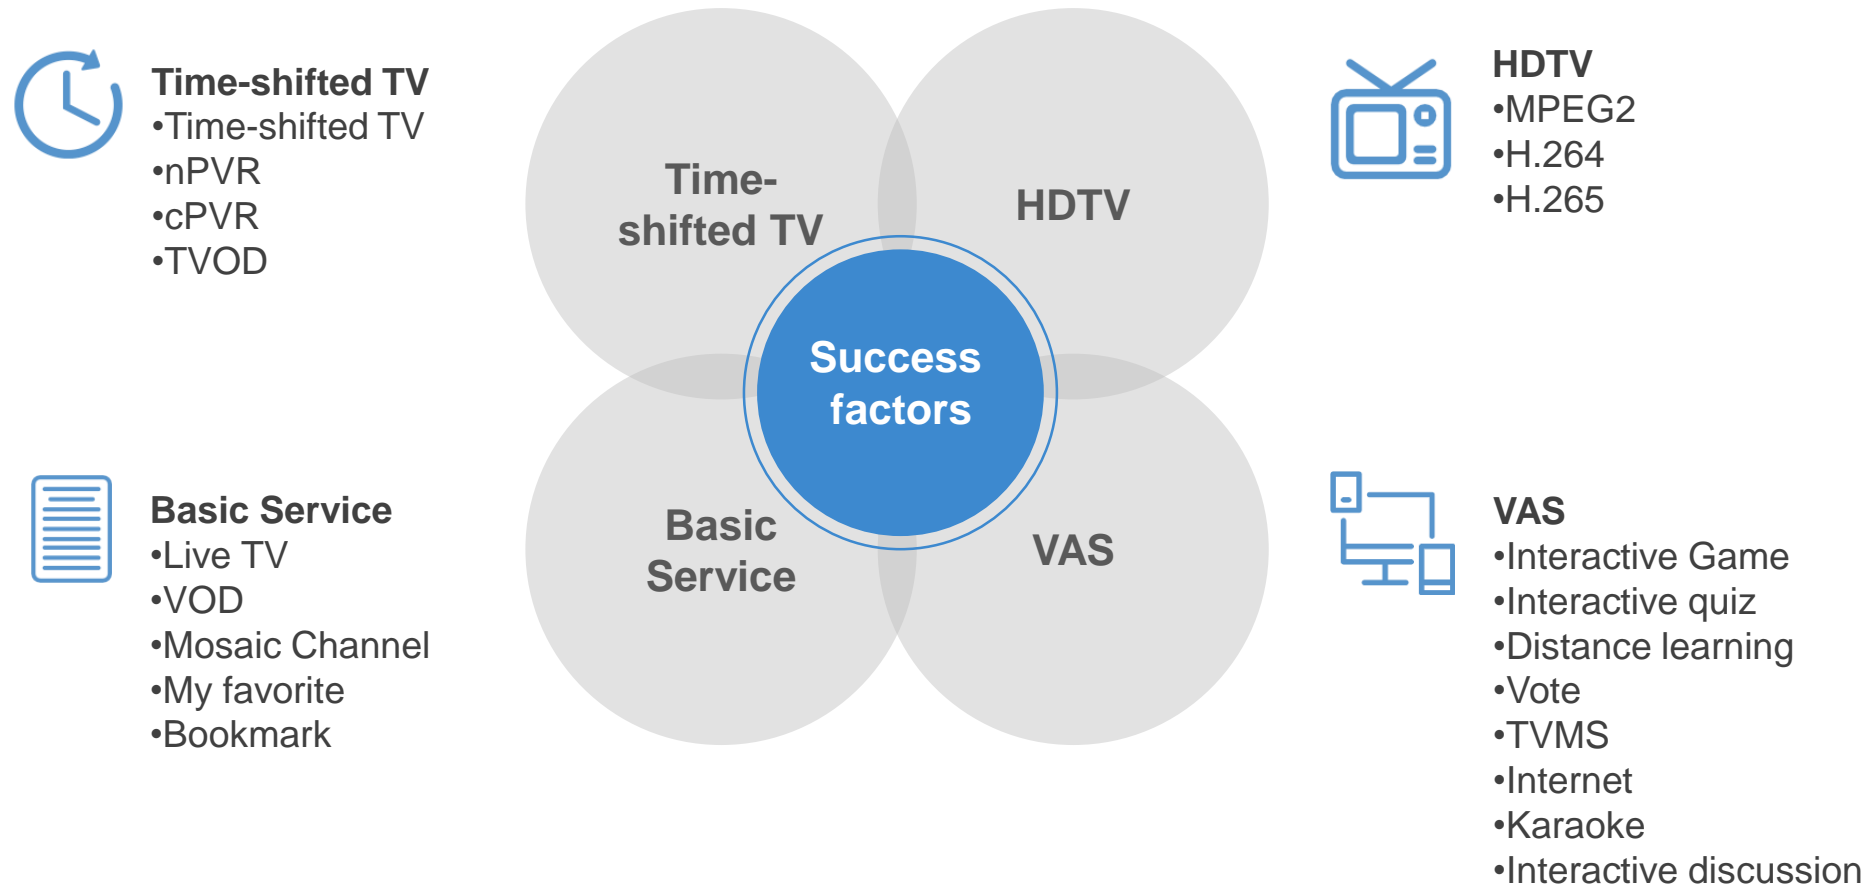 Time-shifted TV
•Time-shifted TV
•nPVR
•cPVR
•TVOD
Time-
shifted TV
HDTV
HDTV
•MPEG2
•H.264
•H.265
Success
factors
Basic Service
•Live TV
•VOD
•Mosaic Channel
•My favorite
•Bookmark
Basic
Service
VAS
VAS
•Interactive Game
•Interactive quiz
•Distance learning
•Vote
•TVMS
•Internet
•Karaoke
•Interactive discussion